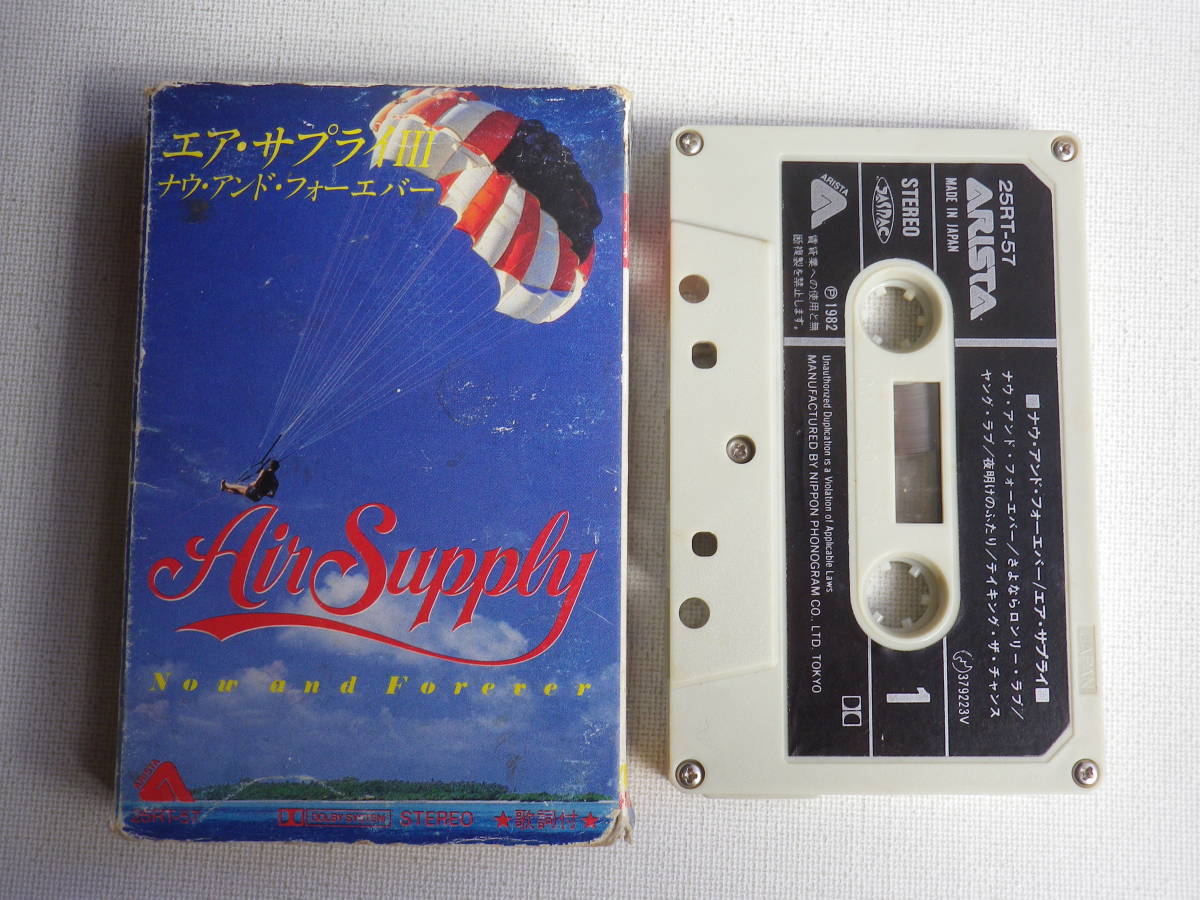 エア・サプライIII
ナウ・アンド・フォーエバー
Air Supply
Now and Forever
ARISTA
25RT-57
DOLBY SYSTEM
STEREO
★歌詞付★
25RT-57
ARISTA
MADE IN JAPAN
STEREO
JASRAC
ARISTA
賃貸業への使用と無
断複製を禁止します。
Ⓟ1982
■ナウ・アンド・フォーエバー/エア・サプライ■
ナウ・アンド・フォーエバー/さよならロンリー・ラブ/
ヤング・ラブ/夜明けのふたり/テイキング・ザ・チャンス
379223V
1
Unauthorized Duplication is a Violation of Applicable Laws
MANUFACTURED BY NIPPON PHONOGRAM CO., LTD. TOKYO